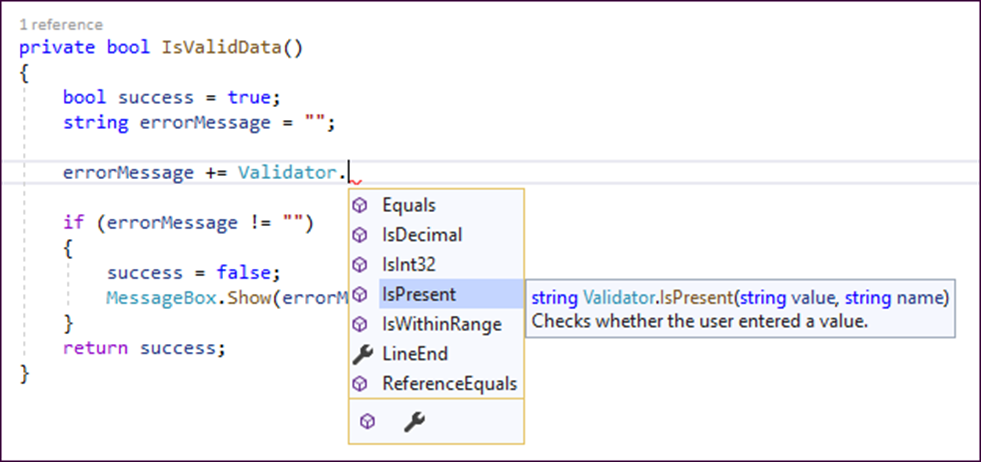 1 reference
private bool IsValidData()
{
bool success = true;
string errorMessage = "";
errorMessage += Validator.
if (errorMessage != "")
{
success = false;
MessageBox.Show(errorM
}
return success;
}
Equals
IsDecimal
IsInt32
IsPresent
IsWithinRange
LineEnd
ReferenceEquals
string Validator.IsPresent(string value, string name)
Checks whether the user entered a value.